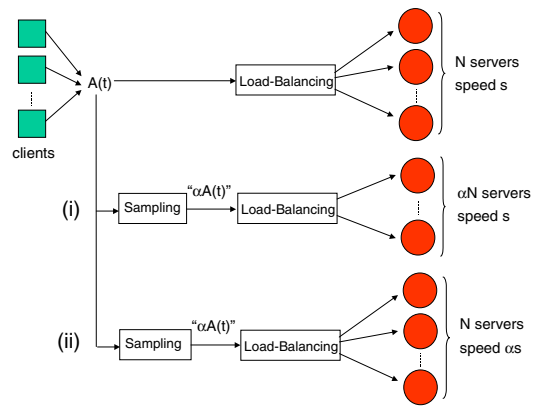 A(t)
clients
Load-Balancing
N servers
speed s
(i)
Sampling
“αA(t)”
Load-Balancing
αN servers
speed s
(ii)
Sampling
“αA(t)”
Load-Balancing
N servers
speed αs